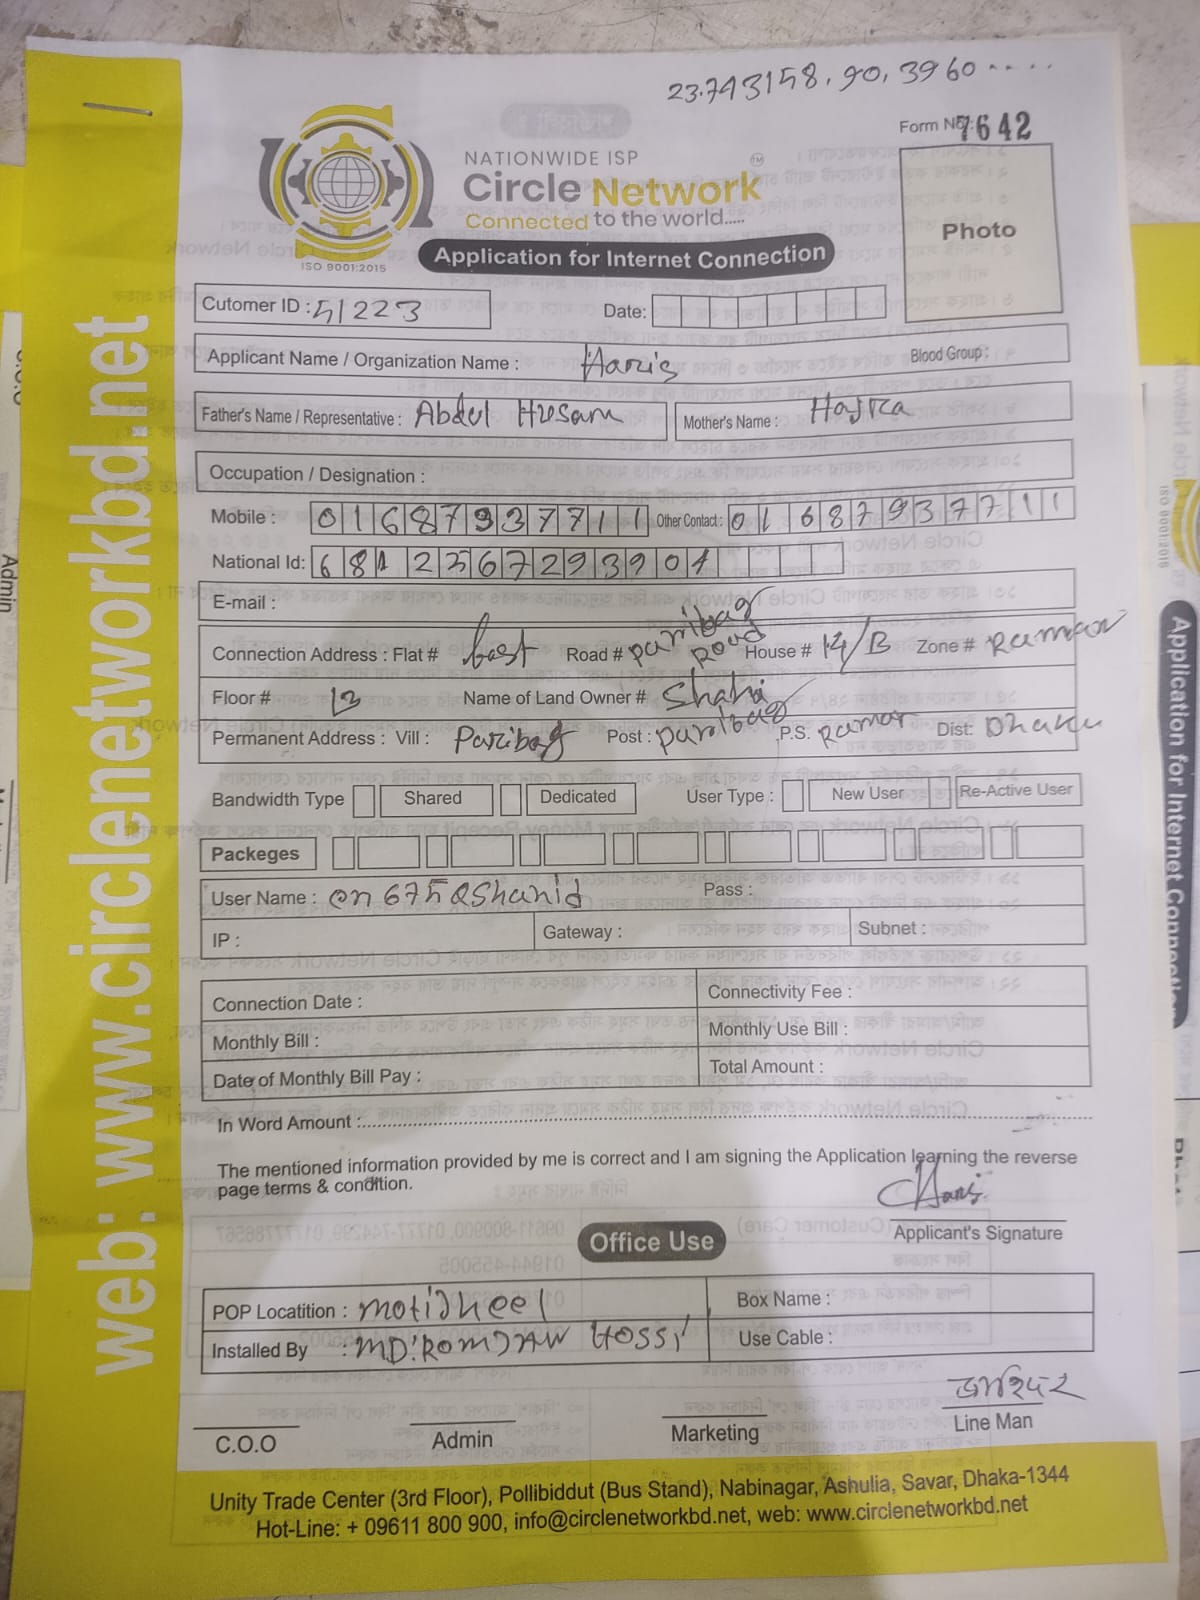 23.743158, 90, 3960 .....
Form No: 7642
NATIONWIDE ISP
TM
Circle Network
Connected to the world.....
ISO 9001:2015
Application for Internet Connection
Photo
Cutomer ID : 51223 Date:
Applicant Name / Organization Name : Haris Blood Group :
Father's Name / Representative : Abdul Husam Mother's Name : Hajra
Occupation / Designation :
Mobile : 01687937711 Other Contact : 01687937711
National Id:
E-mail :
Connection Address : Flat # East Road # paribag Road House # 14/B Zone #
Floor # 13 Name of Land Owner #
Permanent Address : Vill : Paribag Post : paribag P.S. Ramna Dist: Dhaka
Bandwidth Type Shared Dedicated User Type : New User Re-Active User
Packeges
User Name : @n675@Shahid Pass :
IP : Gateway : Subnet :
Connection Date : Connectivity Fee :
Monthly Bill : Monthly Use Bill :
Date of Monthly Bill Pay : Total Amount :
In Word Amount :
The mentioned information provided by me is correct and I am signing the Application learning the reverse
page terms & condition.
Haris
Applicant's Signature
Office Use
POP Locatition : motijheel Box Name :
Installed By : MD. ROMJAN HOSSI Use Cable :
C.O.O Admin Marketing Line Man
Unity Trade Center (3rd Floor), Pollibiddut (Bus Stand), Nabinagar, Ashulia, Savar, Dhaka-1344
Hot-Line: + 09611 800 900, info@circlenetworkbd.net, web: www.circlenetworkbd.net
web: www.circlenetworkbd.net
Application for Internet Connection
Admin